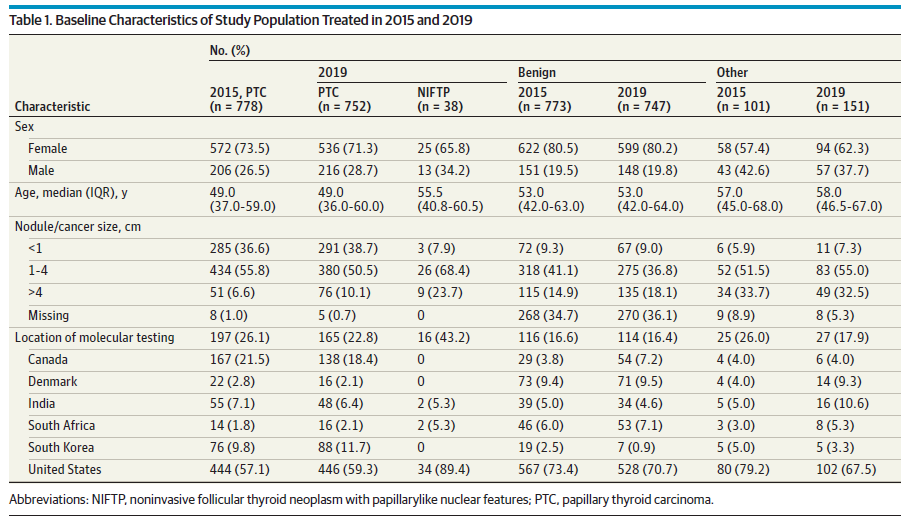 Table 1. Baseline Characteristics of Study Population Treated in 2015 and 2019
No. (%)
2019 Benign Other
Characteristic 2015, PTC (n = 778) PTC (n = 752) NIFTP (n = 38) 2015 (n = 773) 2019 (n = 747) 2015 (n = 101) 2019 (n = 151)
Sex
Female 572 (73.5) 536 (71.3) 25 (65.8) 622 (80.5) 599 (80.2) 58 (57.4) 94 (62.3)
Male 206 (26.5) 216 (28.7) 13 (34.2) 151 (19.5) 148 (19.8) 43 (42.6) 57 (37.7)
Age, median (IQR), y 49.0 (37.0-59.0) 49.0 (36.0-60.0) 55.5 (40.8-60.5) 53.0 (42.0-63.0) 53.0 (42.0-64.0) 57.0 (45.0-68.0) 58.0 (46.5-67.0)
Nodule/cancer size, cm
<1 285 (36.6) 291 (38.7) 3 (7.9) 72 (9.3) 67 (9.0) 6 (5.9) 11 (7.3)
1-4 434 (55.8) 380 (50.5) 26 (68.4) 318 (41.1) 275 (36.8) 52 (51.5) 83 (55.0)
>4 51 (6.6) 76 (10.1) 9 (23.7) 115 (14.9) 135 (18.1) 34 (33.7) 49 (32.5)
Missing 8 (1.0) 5 (0.7) 0 268 (34.7) 270 (36.1) 9 (8.9) 8 (5.3)
Location of molecular testing 197 (26.1) 165 (22.8) 16 (43.2) 116 (16.6) 114 (16.4) 25 (26.0) 27 (17.9)
Canada 167 (21.5) 138 (18.4) 0 29 (3.8) 54 (7.2) 4 (4.0) 6 (4.0)
Denmark 22 (2.8) 16 (2.1) 0 73 (9.4) 71 (9.5) 4 (4.0) 14 (9.3)
India 55 (7.1) 48 (6.4) 2 (5.3) 39 (5.0) 34 (4.6) 5 (5.0) 16 (10.6)
South Africa 14 (1.8) 16 (2.1) 2 (5.3) 46 (6.0) 53 (7.1) 3 (3.0) 8 (5.3)
South Korea 76 (9.8) 88 (11.7) 0 19 (2.5) 7 (0.9) 5 (5.0) 5 (3.3)
United States 444 (57.1) 446 (59.3) 34 (89.4) 567 (73.4) 528 (70.7) 80 (79.2) 102 (67.5)
Abbreviations: NIFTP, noninvasive follicular thyroid neoplasm with papillarylike nuclear features; PTC, papillary thyroid carcinoma.